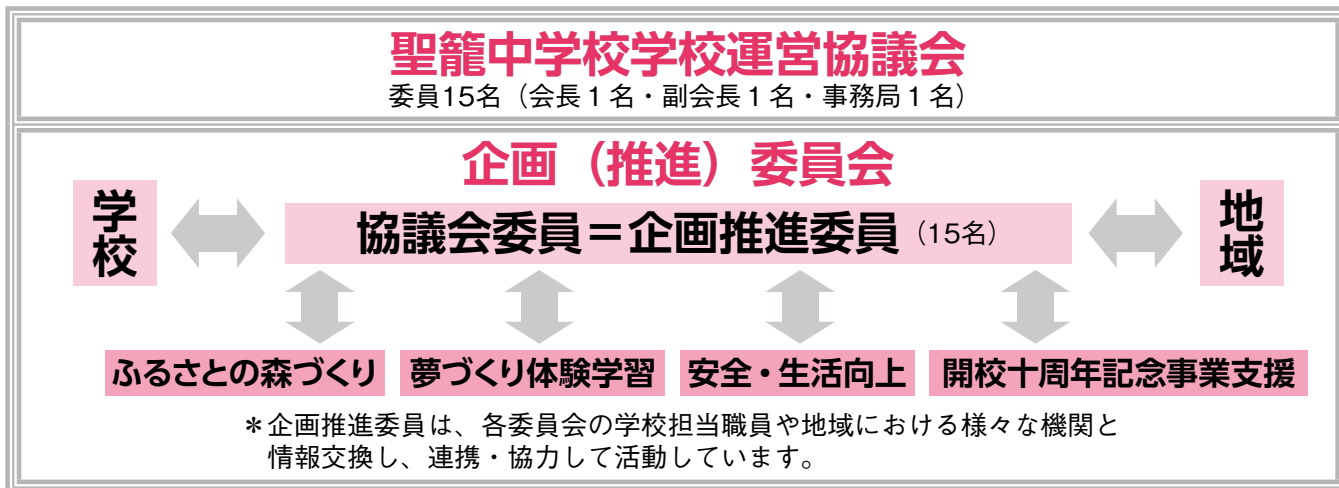 聖籠中学校学校運営協議会
委員15名（会長１名・副会長１名・事務局１名）
企画（推進）委員会
学校
協議会委員＝企画推進委員（15名）
地域
ふるさとの森づくり
夢づくり体験学習
安全・生活向上
開校十周年記念事業支援
＊企画推進委員は、各委員会の学校担当職員や地域における様々な機関と
情報交換し、連携・協力して活動しています。